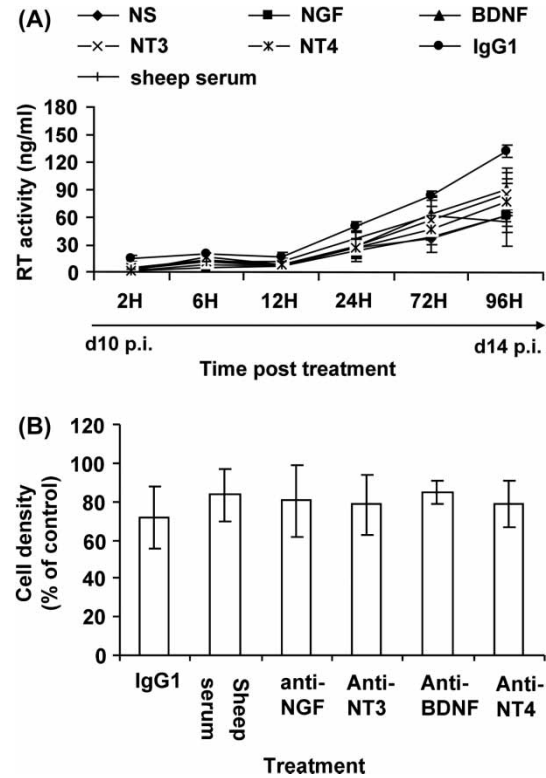 (A)
NS NGF BDNF
NT3 NT4 IgG1
sheep serum
RT activity (ng/ml)
180
150
120
90
60
30
0
2H 6H 12H 24H 72H 96H
d10 p.i. d14 p.i.
Time post treatment
(B)
Cell density
(% of control)
120
100
80
60
40
20
0
IgG1
Sheep
serum
anti-
NGF
Anti-
NT3
Anti-
BDNF
Anti-
NT4
Treatment